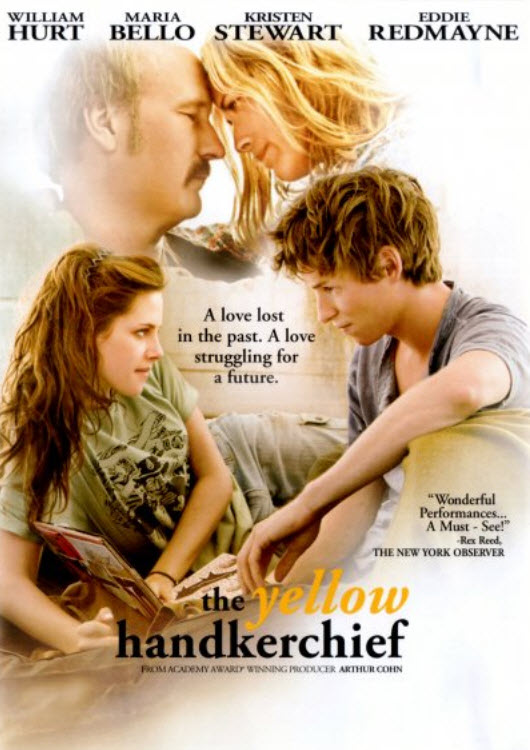 WILLIAM HURT
MARIA BELLO
KRISTEN STEWART
EDDIE REDMAYNE
A love lost
in the past. A love
struggling for
a future.
“Wonderful
Performances...
A Must - See!”
-Rex Reed,
THE NEW YORK OBSERVER
the yellow
handkerchief
FROM ACADEMY AWARD® WINNING PRODUCER ARTHUR COHN